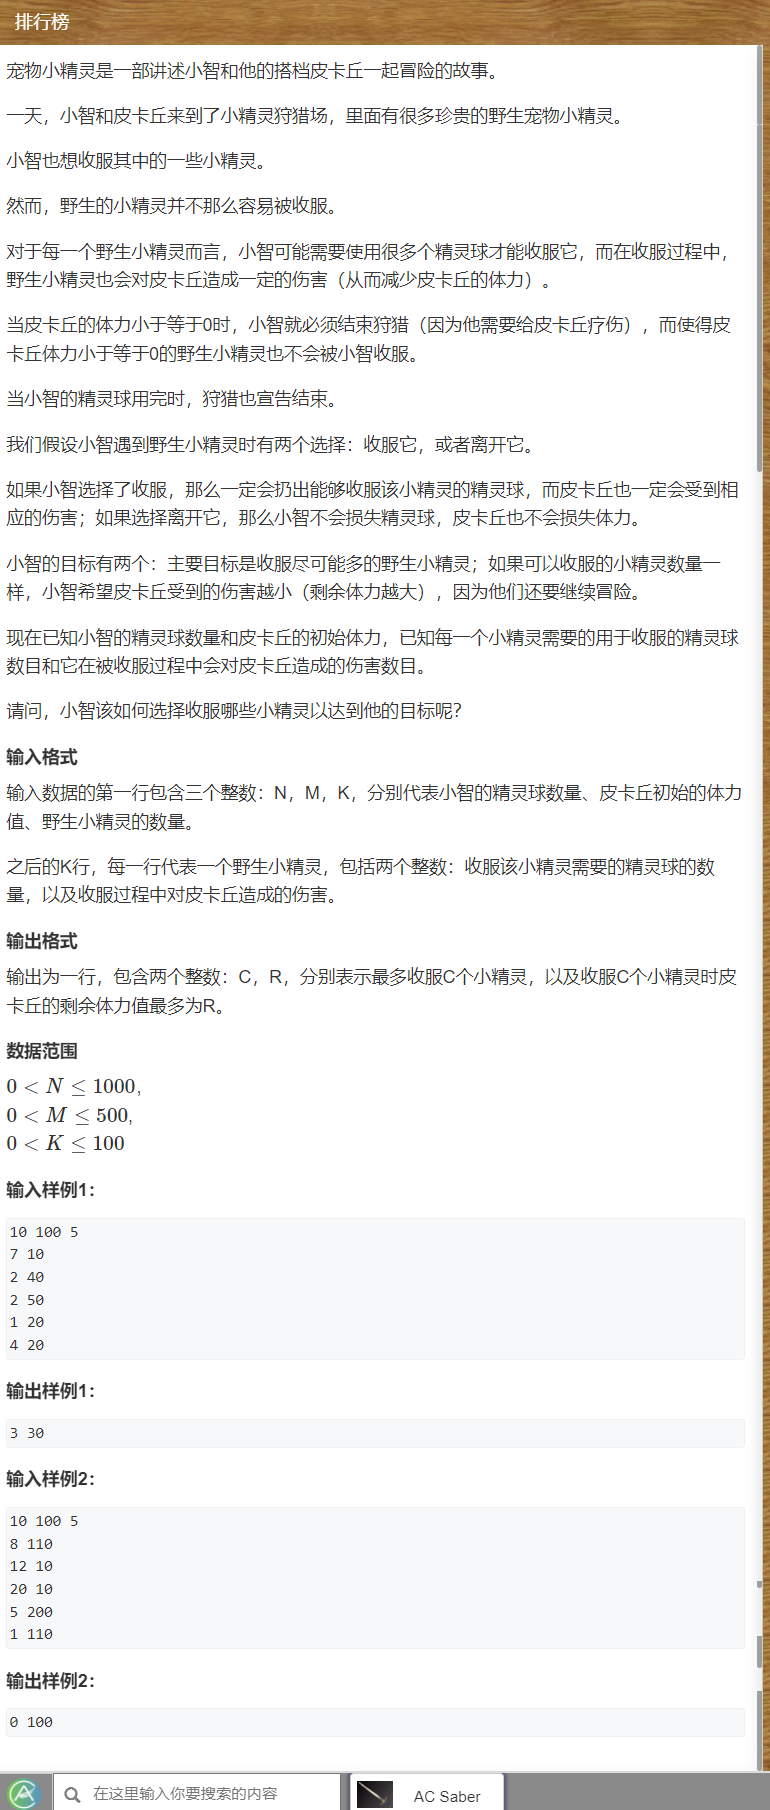 排行榜
宠物小精灵是一部讲述小智和他的搭档皮卡丘一起冒险的故事。
一天，小智和皮卡丘来到了小精灵狩猎场，里面有很多珍贵的野生宠物小精灵。
小智也想收服其中的一些小精灵。
然而，野生的小精灵并不那么容易被收服。
对于每一个野生小精灵而言，小智可能需要使用很多个精灵球才能收服它，而在收服过程中，
野生小精灵也会对皮卡丘造成一定的伤害（从而减少皮卡丘的体力）。
当皮卡丘的体力小于等于0时，小智就必须结束狩猎（因为他需要给皮卡丘疗伤），而使得皮
卡丘体力小于等于0的野生小精灵也不会被小智收服。
当小智的精灵球用完时，狩猎也宣告结束。
我们假设小智遇到野生小精灵时有两个选择：收服它，或者离开它。
如果小智选择了收服，那么一定会扔出能够收服该小精灵的精灵球，而皮卡丘也一定会受到相
应的伤害；如果选择离开它，那么小智不会损失精灵球，皮卡丘也不会损失体力。
小智的目标有两个：主要目标是收服尽可能多的野生小精灵；如果可以收服的小精灵数量一
样，小智希望皮卡丘受到的伤害越小（剩余体力越大），因为他们还要继续冒险。
现在已知小智的精灵球数量和皮卡丘的初始体力，已知每一个小精灵需要的用于收服的精灵球
数目和它在被收服过程中会对皮卡丘造成的伤害数目。
请问，小智该如何选择收服哪些小精灵以达到他的目标呢？
输入格式
输入数据的第一行包含三个整数：N，M，K，分别代表小智的精灵球数量、皮卡丘初始的体力
值、野生小精灵的数量。
之后的K行，每一行代表一个野生小精灵，包括两个整数：收服该小精灵需要的精灵球的数
量，以及收服过程中对皮卡丘造成的伤害。
输出格式
输出为一行，包含两个整数：C，R，分别表示最多收服C个小精灵，以及收服C个小精灵时皮
卡丘的剩余体力值最多为R。
数据范围
0 < N ≤ 1000,
0 < M ≤ 500,
0 < K ≤ 100
输入样例1：
10 100 5
7 10
2 40
2 50
1 20
4 20
输出样例1：
3 30
输入样例2：
10 100 5
8 110
12 10
20 10
5 200
1 110
输出样例2：
0 100
在这里输入你要搜索的内容
AC Saber